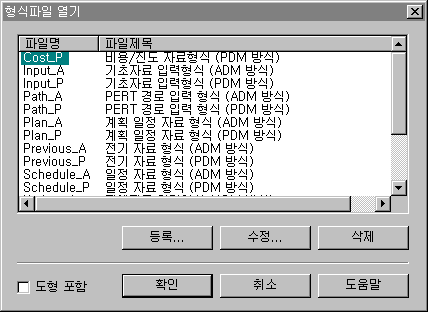 형식파일 열기
파일명 파일제목
Cost_P 비용/진도 자료형식 (PDM 방식)
Input_A 기초자료 입력형식 (ADM 방식)
Input_P 기초자료 입력형식 (PDM 방식)
Path_A PERT 경로 입력 형식 (ADM 방식)
Path_P PERT 경로 입력 형식 (PDM 방식)
Plan_A 계획 일정 자료 형식 (ADM 방식)
Plan_P 계획 일정 자료 형식 (PDM 방식)
Previous_A 전기 자료 형식 (ADM 방식)
Previous_P 전기 자료 형식 (PDM 방식)
Schedule_A 일정 자료 형식 (ADM 방식)
Schedule_P 일정 자료 형식 (PDM 방식)
등록... 수정... 삭제
도형 포함 확인 취소 도움말